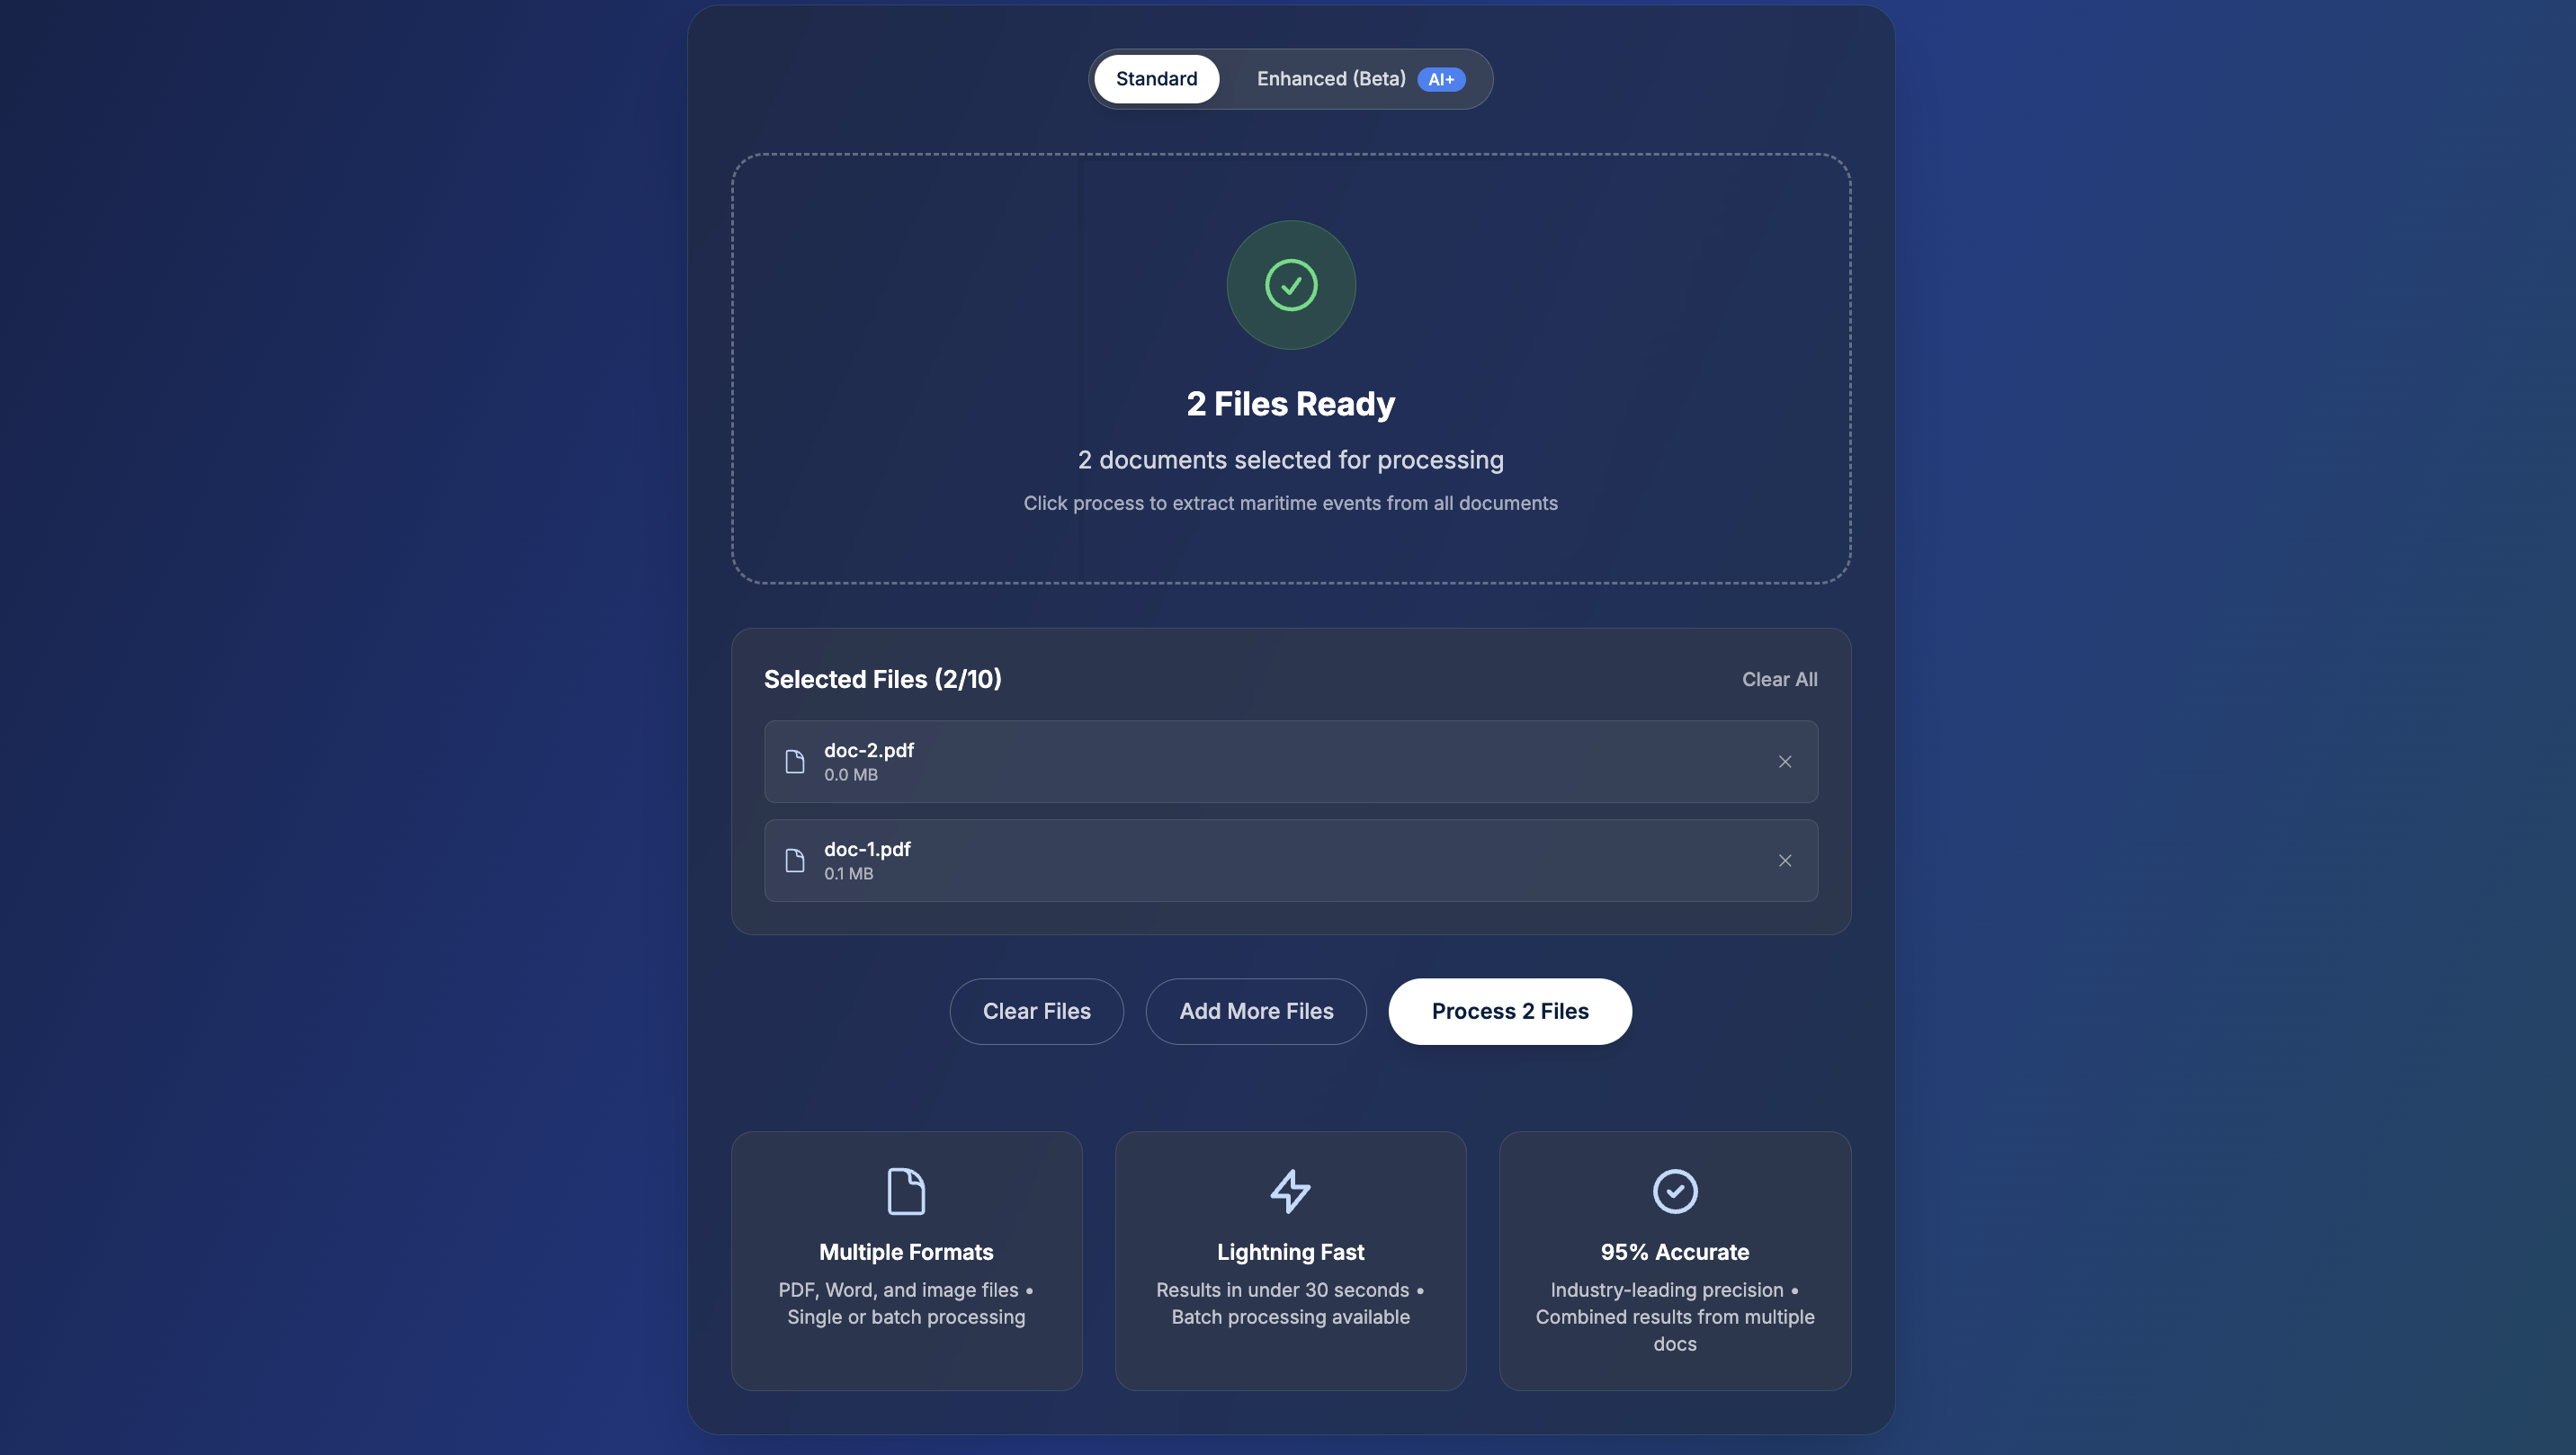 Standard
Enhanced (Beta) AI+
2 Files Ready
2 documents selected for processing
Click process to extract maritime events from all documents
Selected Files (2/10)
Clear All
doc-2.pdf
0.0 MB
doc-1.pdf
0.1 MB
Clear Files
Add More Files
Process 2 Files
Multiple Formats
PDF, Word, and image files •
Single or batch processing
Lightning Fast
Results in under 30 seconds •
Batch processing available
95% Accurate
Industry-leading precision •
Combined results from multiple
docs